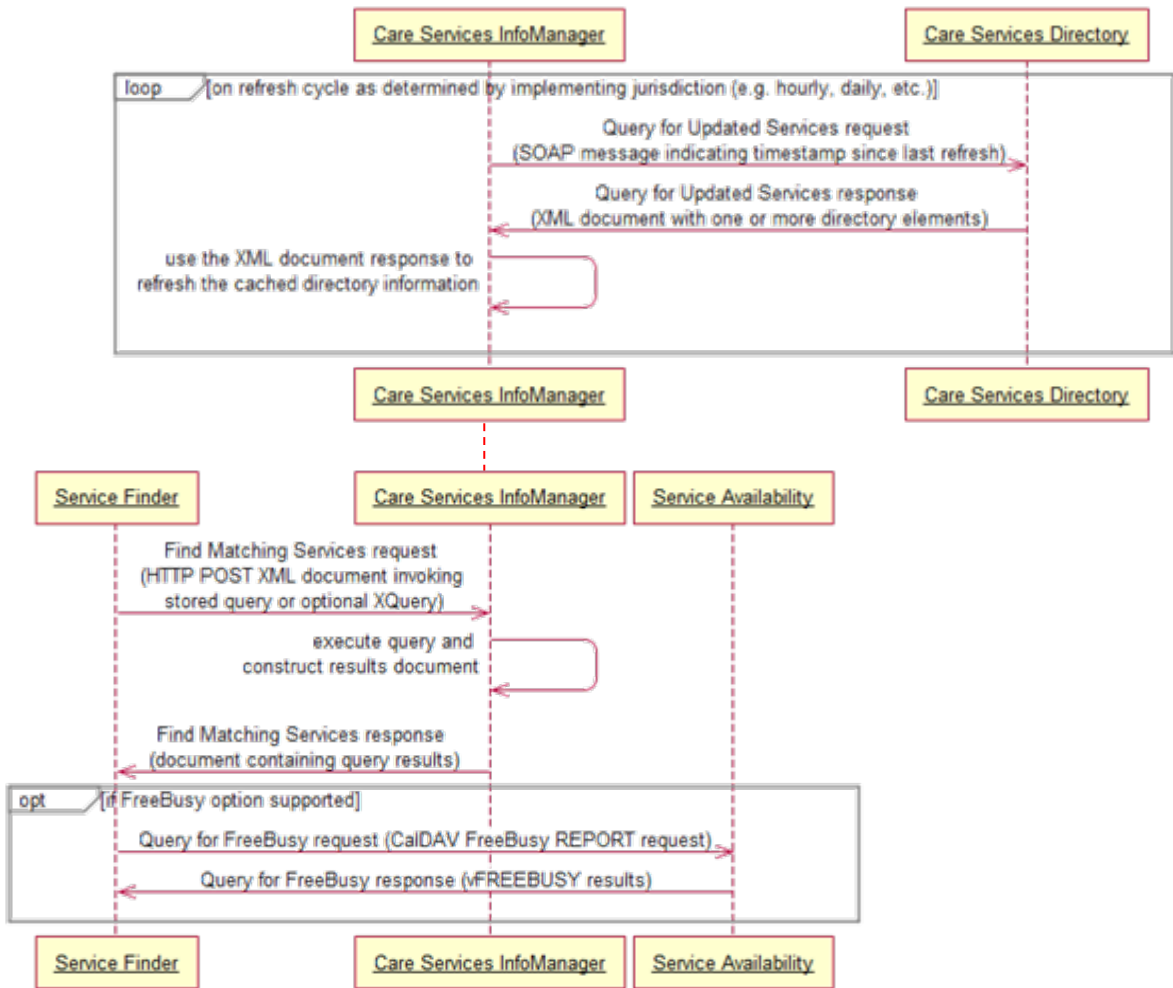 Care Services InfoManager
Care Services Directory
loop
[on refresh cycle as determined by implementing jurisdiction (e.g. hourly, daily, etc.)]
Query for Updated Services request
(SOAP message indicating timestamp since last refresh)
Query for Updated Services response
(XML document with one or more directory elements)
use the XML document response to
refresh the cached directory information
Care Services InfoManager
Care Services Directory
Service Finder
Care Services InfoManager
Service Availability
Find Matching Services request
(HTTP POST XML document invoking
stored query or optional XQuery)
execute query and
construct results document
Find Matching Services response
(document containing query results)
opt
[if FreeBusy option supported]
Query for FreeBusy request (CalDAV FreeBusy REPORT request)
Query for FreeBusy response (vFREEBUSY results)
Service Finder
Care Services InfoManager
Service Availability